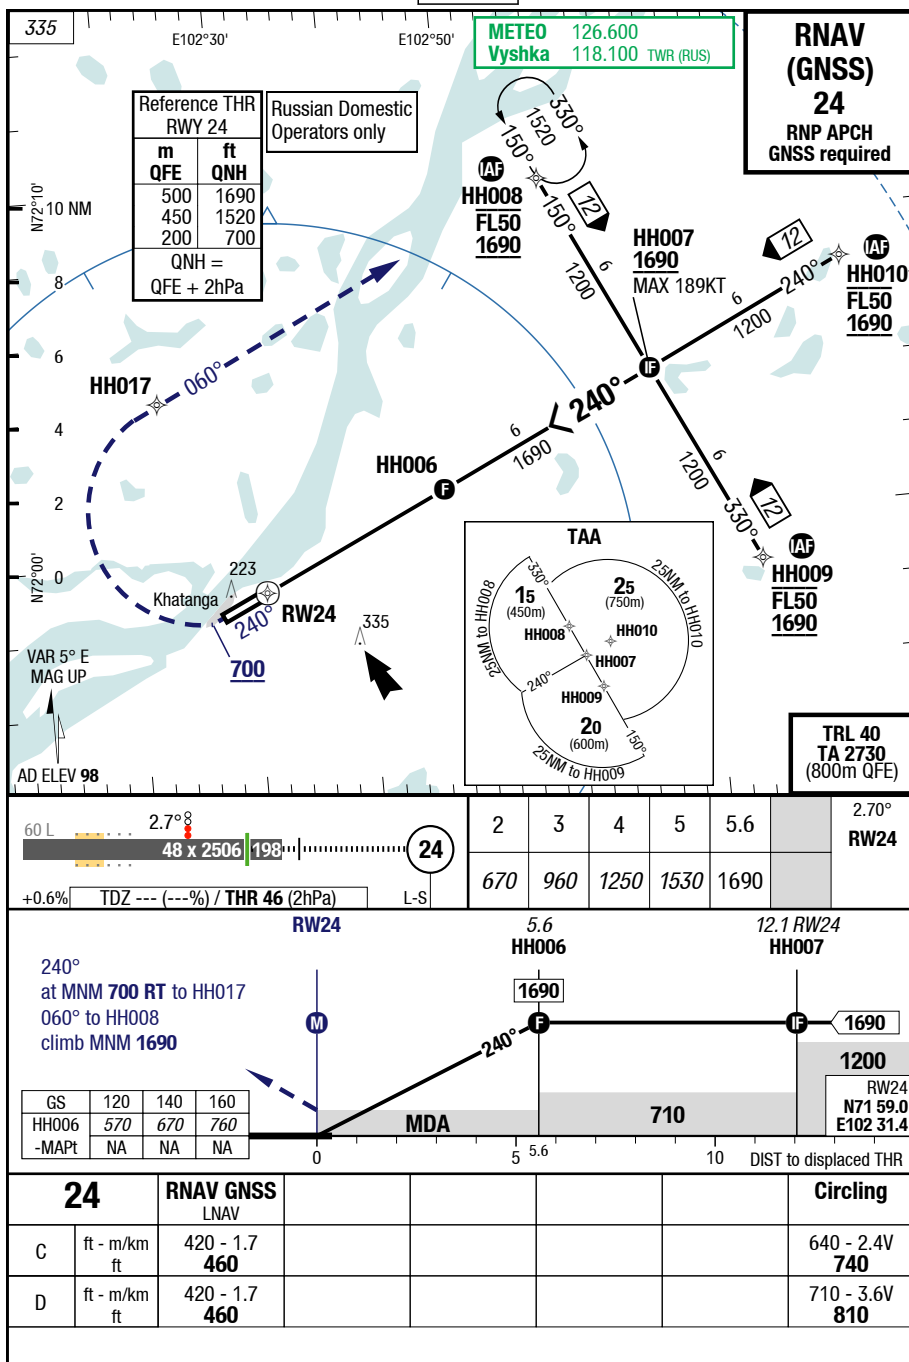 335
E102°30'
E102°50'
METEO 126.600
Vyshka 118.100 TWR (RUS)
RNAV
(GNSS)
24
RNP APCH
GNSS required
Reference THR
RWY 24
m ft
QFE QNH
500 1690
450 1520
200 700
QNH =
QFE + 2hPa
Russian Domestic
Operators only
N72°10'
10 NM
8
6
4
2
0
N72°00'
330°
1520
150°
IAF
HH008
FL50
1690
150°
12
6
1200
HH007
1690
MAX 189KT
12
240°
6
1200
IAF
HH010
FL50
1690
IF
240°
6
1690
HH017
060°
HH006
F
6
1200
12
330°
IAF
HH009
FL50
1690
223
Khatanga
RW24
240°
700
335
VAR 5° E
MAG UP
AD ELEV 98
TAA
330°
25NM to HH008
15
(450m)
25
(750m)
25NM to HH010
HH008
HH010
HH007
240°
HH009
20
(600m)
150°
25NM to HH009
TRL 40
TA 2730
(800m QFE)
60 L
2.7°
48 x 2506 198
24
+0.6%
TDZ --- (---%) / THR 46 (2hPa)
L-S
2 3 4 5 5.6
670 960 1250 1530 1690
2.70°
RW24
RW24
5.6
HH006
12.1 RW24
HH007
240°
at MNM 700 RT to HH017
060° to HH008
climb MNM 1690
M
1690
F
240°
IF
1690
1200
MDA
710
RW24
N71 59.0
E102 31.4
GS 120 140 160
HH006 570 670 760
-MAPt NA NA NA
0 5 5.6 10 DIST to displaced THR
24 RNAV GNSS Circling
LNAV
C ft - m/km 420 - 1.7 640 - 2.4V
ft 460 740
D ft - m/km 420 - 1.7 710 - 3.6V
ft 460 810